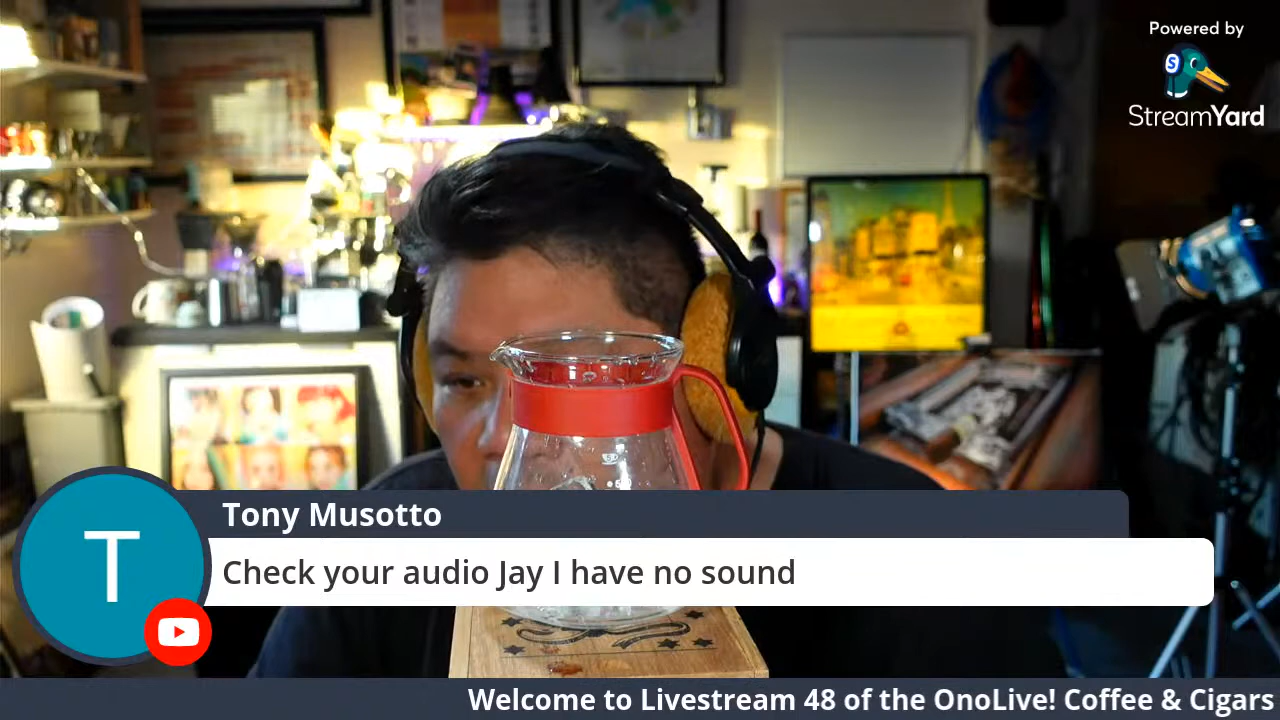 Powered by
S
StreamYard
T
Tony Musotto
Check your audio Jay I have no sound
Welcome to Livestream 48 of the OnoLive! Coffee & Cigars